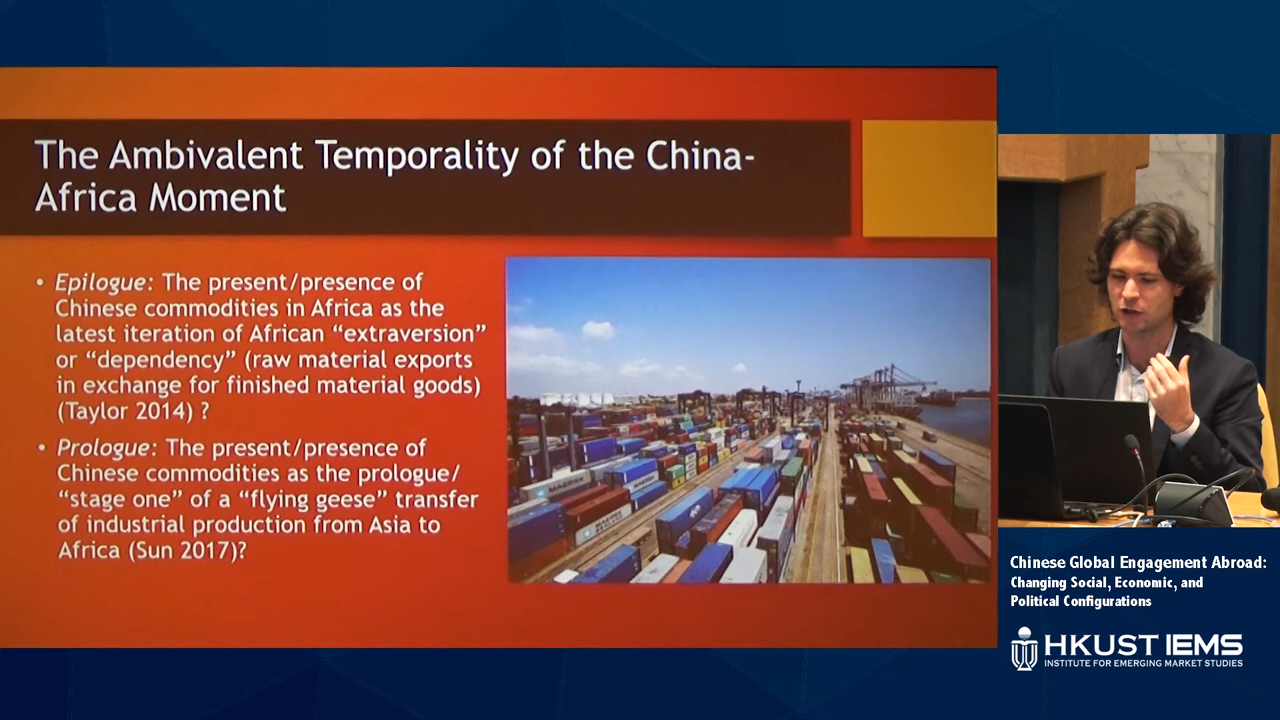 The Ambivalent Temporality of the China-
Africa Moment
• Epilogue: The present/presence of
Chinese commodities in Africa as the
latest iteration of African “extraversion”
or “dependency” (raw material exports
in exchange for finished material goods)
(Taylor 2014) ?
• Prologue: The present/presence of
Chinese commodities as the prologue/
“stage one” of a “flying geese” transfer
of industrial production from Asia to
Africa (Sun 2017)?
MAERSK
Chinese Global Engagement Abroad:
Changing Social, Economic, and
Political Configurations
HKUST IEMS
INSTITUTE FOR EMERGING MARKET STUDIES